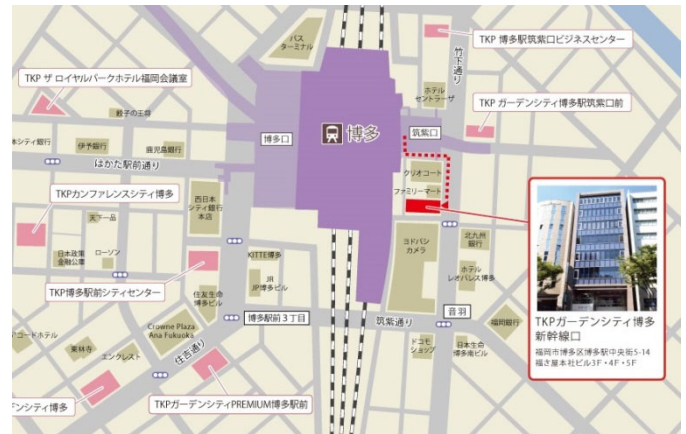 バス
ターミナル
TKP 博多駅筑紫口ビジネスセンター
竹下通り
TKP ザ ロイヤルパークホテル福岡会議室
ホテル
セントラーザ
TKP ガーデンシティ博多駅筑紫口前
餃子の王将
博多口
博多
筑紫口
伊予銀行
鹿児島銀行
はかた駅前通り
クリオコート
ファミリーマート
TKPカンファレンスシティ博多
西日本
シティ銀行
本店
天下一品
北九州
銀行
ヨドバシ
カメラ
日本政策
金融公庫
ローソン
KITTE博多
ホテル
レオパレス博多
TKP博多駅前シティセンター
JR
JP博多ビル
住友生命
博多ビル
音羽
博多駅前3丁目
筑紫通り
福岡銀行
TKPガーデンシティ博多
新幹線口
福岡市博多区博多駅中央街5-14
福さ屋本社ビル3F・4F・5F
Crowne Plaza
Ana Fukuoka
住吉通り
ドコモ
ショップ
日本生命
博多南ビル
東林寺
エンクレスト
TKPガーデンシティPREMIUM博多駅前